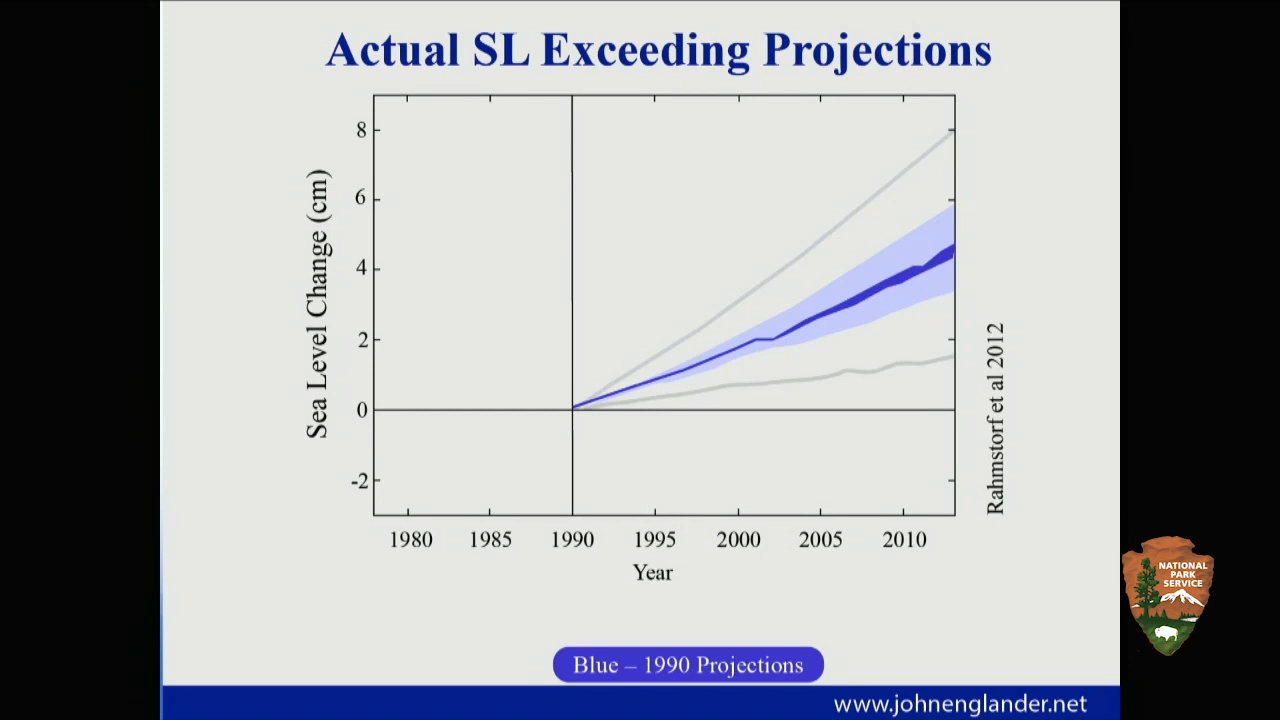 Actual SL Exceeding Projections
Sea Level Change (cm)
8
6
4
2
0
-2
1980 1985 1990 1995 2000 2005 2010
Year
Rahmstorf et al 2012
NATIONAL
PARK
SERVICE
Blue – 1990 Projections
www.johnenglander.net